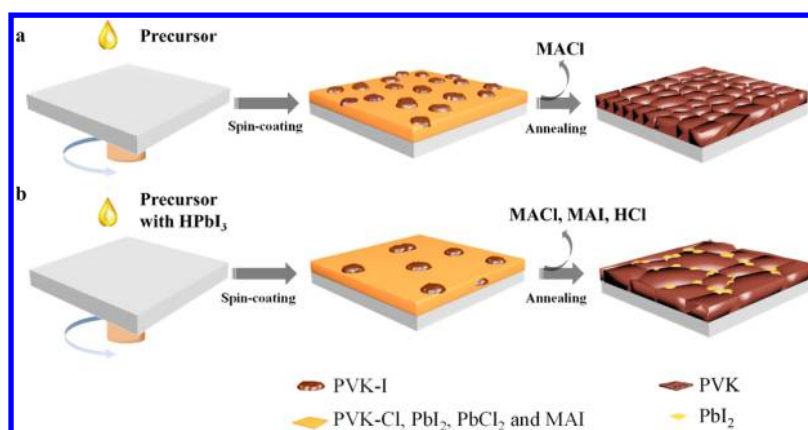 a
Precursor
MACl
Spin-coating
Annealing
b
Precursor
with HPbI₃
MACl, MAI, HCl
Spin-coating
Annealing
PVK-I
PVK
PVK-Cl, PbI₂, PbCl₂ and MAI
PbI₂